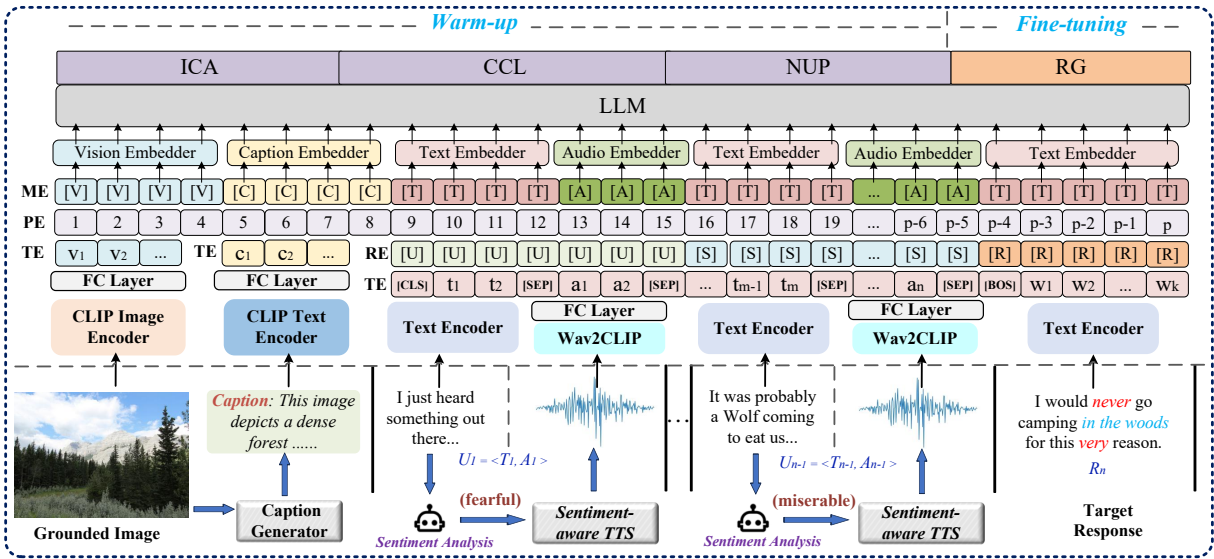 Warm-up Fine-tuning
ICA CCL NUP RG
LLM
Vision Embedder Caption Embedder Text Embedder Audio Embedder Text Embedder Audio Embedder Text Embedder
ME [V] [V] [V] [V] [C] [C] [C] [C] [T] [T] [T] [T] [A] [A] [A] [T] [T] [T] [T] ... [A] [A] [T] [T] [T] [T] [T]
PE 1 2 3 4 5 6 7 8 9 10 11 12 13 14 15 16 17 18 19 ... p-6 p-5 p-4 p-3 p-2 p-1 p
TE v1 v2 ... TE c1 c2 ... RE [U] [U] [U] [U] [U] [U] [U] [S] [S] [S] [S] [S] [S] [S] [R] [R] [R] [R] [R]
FC Layer FC Layer TE [CLS] t1 t2 [SEP] a1 a2 [SEP] ... tm-1 tm [SEP] ... an [SEP] [BOS] w1 w2 ... wk
FC Layer FC Layer
CLIP Image
Encoder
CLIP Text
Encoder
Text Encoder
Wav2CLIP
Text Encoder
Wav2CLIP
Text Encoder
Caption: This image
depicts a dense
forest ......
I just heard
something out
there...
U1 = <T1, A1 >
...
It was probably
a Wolf coming
to eat us...
Un-1 = <Tn-1, An-1 >
I would never go
camping in the woods
for this very reason.
Rn
Grounded Image
Caption
Generator
(fearful)
Sentiment Analysis
Sentiment-
aware TTS
(miserable)
Sentiment Analysis
Sentiment-
aware TTS
Target
Response